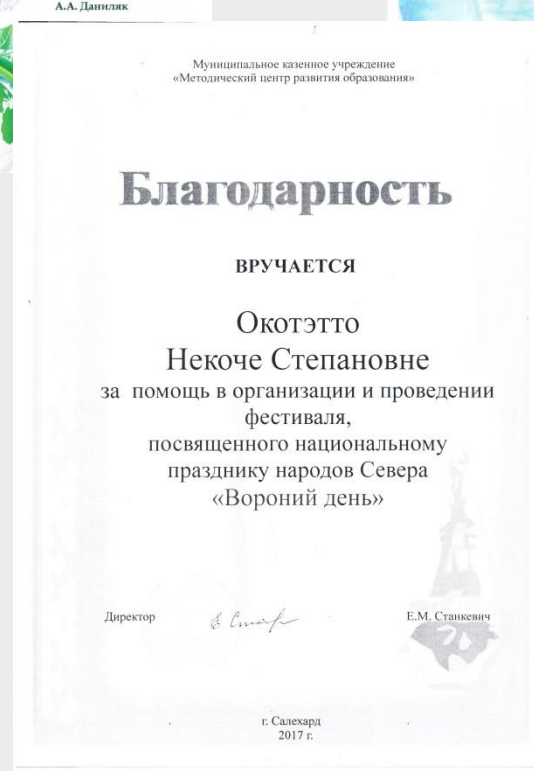 А.А. Даниляк
Муниципальное казенное учреждение
«Методический центр развития образования»
Благодарность
ВРУЧАЕТСЯ
Окотэтто
Некоче Степановне
за помощь в организации и проведении
фестиваля,
посвященного национальному
празднику народов Севера
«Вороний день»
Директор
Е.М. Станкевич
г. Салехард
2017 г.